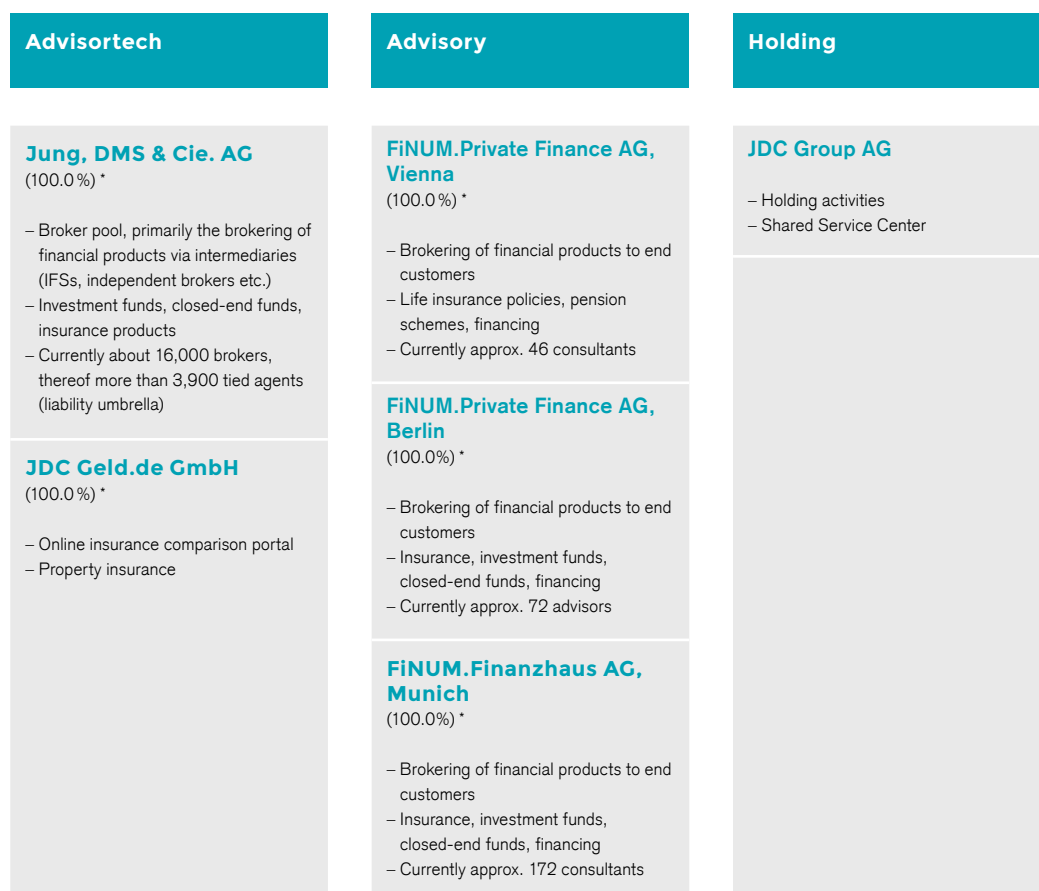 Advisortech
Jung, DMS & Cie. AG
(100.0 %) *
– Broker pool, primarily the brokering of
financial products via intermediaries
(IFSs, independent brokers etc.)
– Investment funds, closed-end funds,
insurance products
– Currently about 16,000 brokers,
thereof more than 3,900 tied agents
(liability umbrella)
JDC Geld.de GmbH
(100.0 %) *
– Online insurance comparison portal
– Property insurance
Advisory
FiNUM.Private Finance AG,
Vienna
(100.0 %) *
– Brokering of financial products to end
customers
– Life insurance policies, pension
schemes, financing
– Currently approx. 46 consultants
FiNUM.Private Finance AG,
Berlin
(100.0%) *
– Brokering of financial products to end
customers
– Insurance, investment funds,
closed-end funds, financing
– Currently approx. 72 advisors
FiNUM.Finanzhaus AG,
Munich
(100.0%) *
– Brokering of financial products to end
customers
– Insurance, investment funds,
closed-end funds, financing
– Currently approx. 172 consultants
Holding
JDC Group AG
– Holding activities
– Shared Service Center